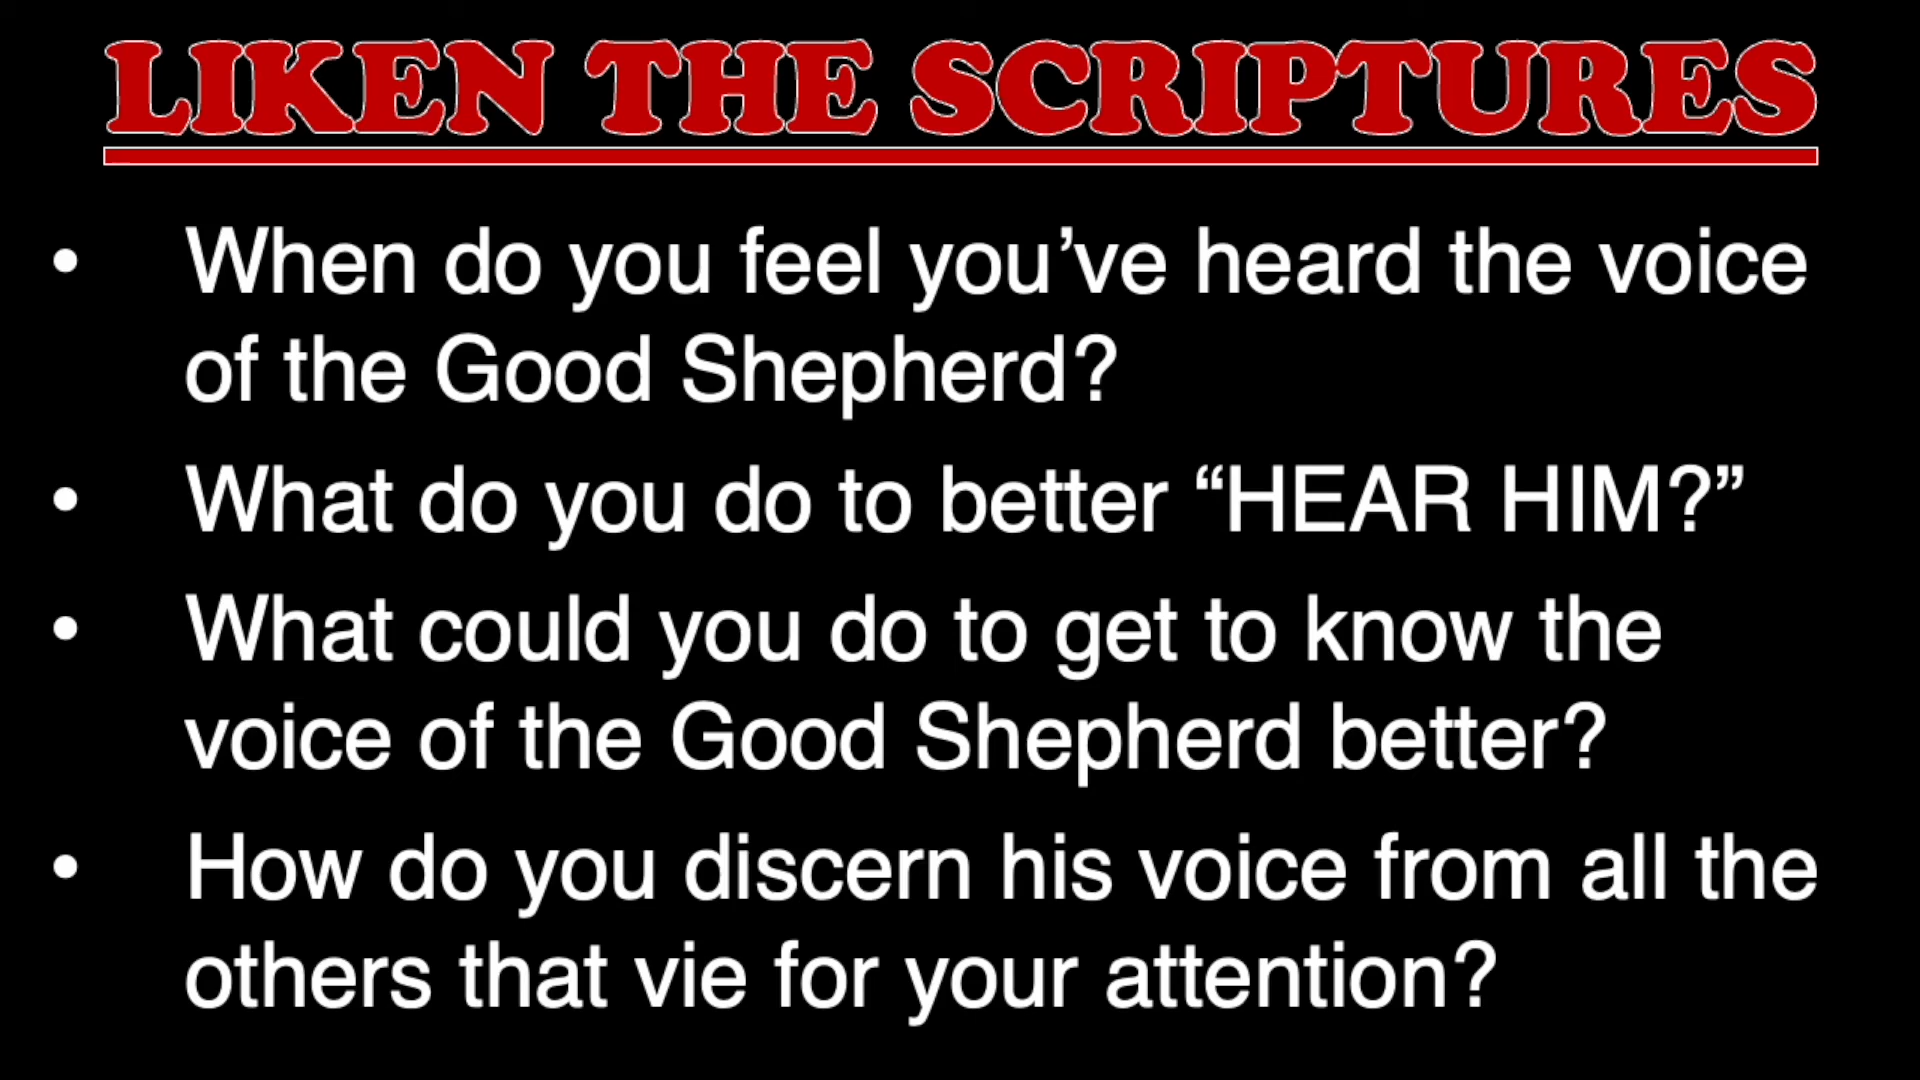 LIKEN THE SCRIPTURES
• When do you feel you’ve heard the voice
of the Good Shepherd?
• What do you do to better “HEAR HIM?”
• What could you do to get to know the
voice of the Good Shepherd better?
• How do you discern his voice from all the
others that vie for your attention?